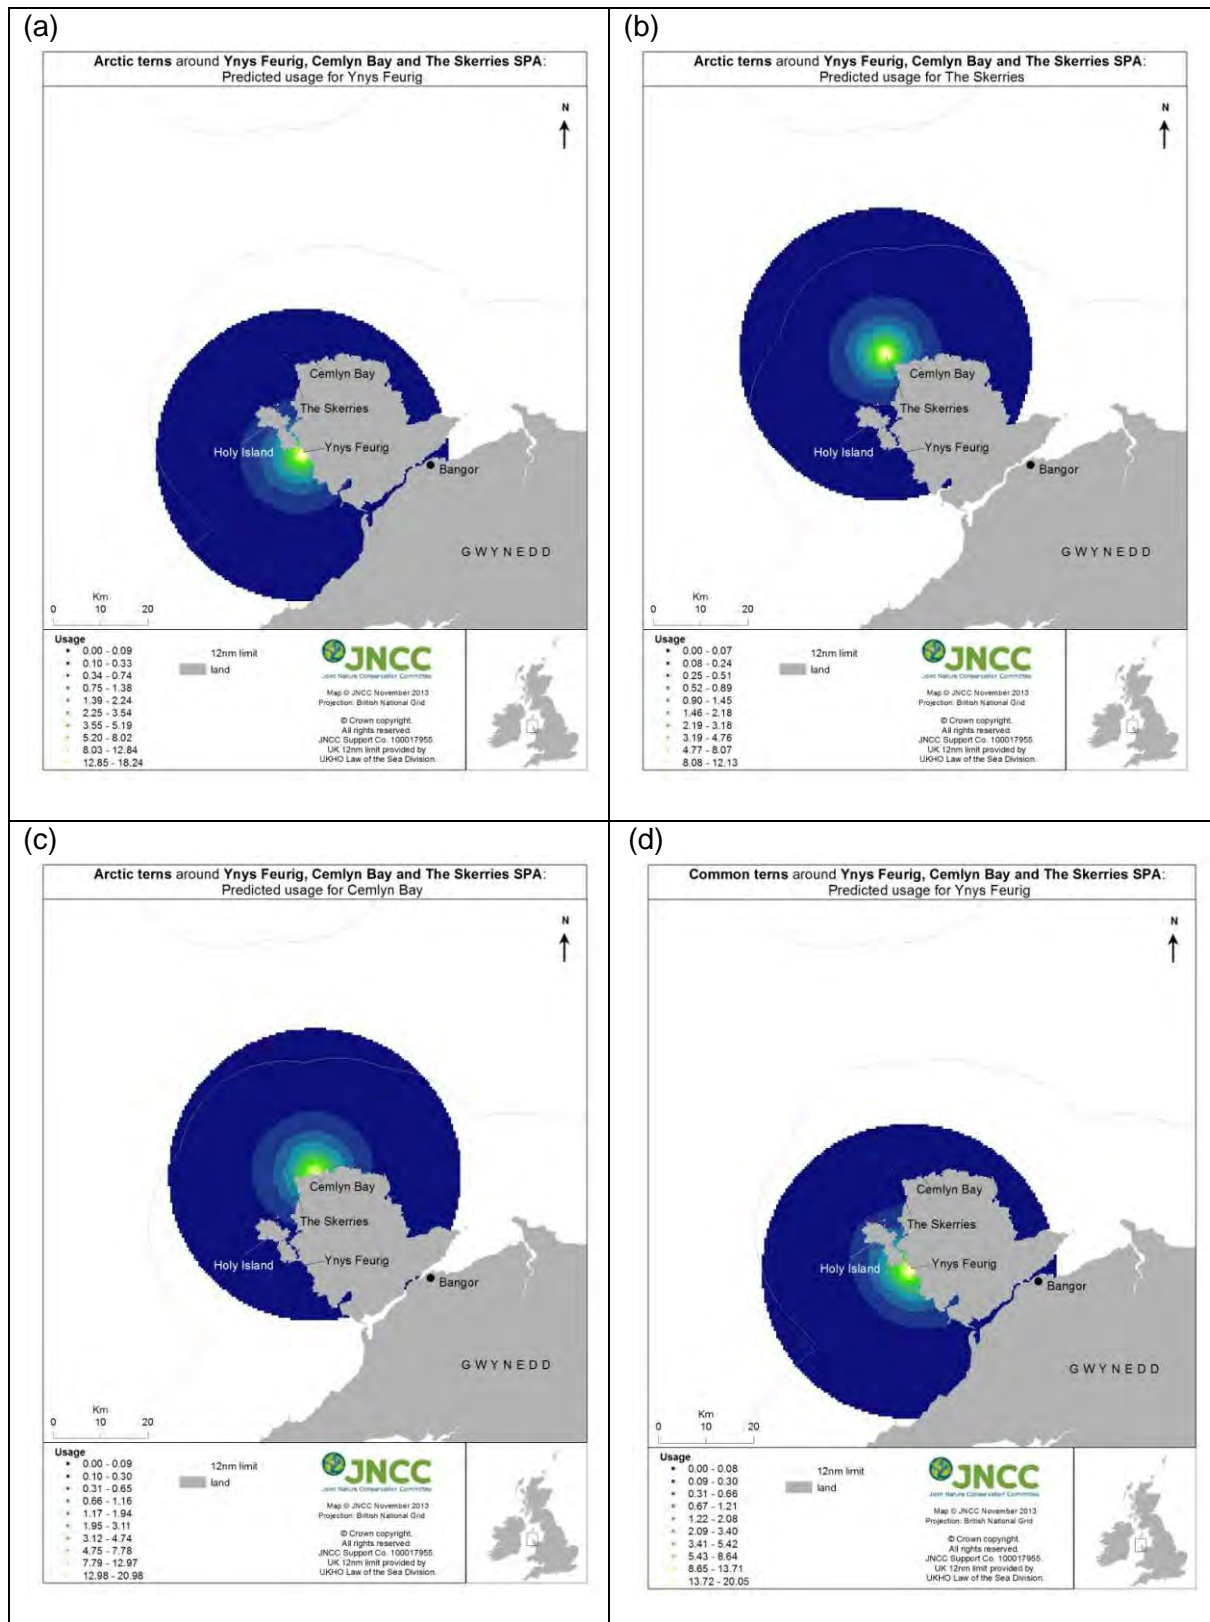 (a)
Arctic terns around Ynys Feurig, Cemlyn Bay and The Skerries SPA:
Predicted usage for Ynys Feurig
N
Cemlyn Bay
The Skerries
Holy Island
Ynys Feurig
Bangor
GWYNEDD
Km
0 10 20
Usage
0.00 - 0.09
0.10 - 0.33
0.34 - 0.74
0.75 - 1.38
1.39 - 2.24
2.25 - 3.54
3.55 - 5.19
5.20 - 8.02
8.03 - 12.84
12.85 - 18.24
12nm limit
land
JNCC
Joint Nature Conservation Committee
Map © JNCC November 2013
Projection: British National Grid
© Crown copyright.
All rights reserved.
JNCC Support Co. 100017955.
UK 12nm limit provided by
UKHO Law of the Sea Division.
(b)
Arctic terns around Ynys Feurig, Cemlyn Bay and The Skerries SPA:
Predicted usage for The Skerries
N
Cemlyn Bay
The Skerries
Holy Island
Ynys Feurig
Bangor
GWYNEDD
Km
0 10 20
Usage
0.00 - 0.07
0.08 - 0.24
0.25 - 0.51
0.52 - 0.89
0.90 - 1.45
1.46 - 2.18
2.19 - 3.18
3.19 - 4.76
4.77 - 8.07
8.08 - 12.13
12nm limit
land
JNCC
Joint Nature Conservation Committee
Map © JNCC November 2013
Projection: British National Grid
© Crown copyright.
All rights reserved.
JNCC Support Co. 100017955.
UK 12nm limit provided by
UKHO Law of the Sea Division.
(c)
Arctic terns around Ynys Feurig, Cemlyn Bay and The Skerries SPA:
Predicted usage for Cemlyn Bay
N
Cemlyn Bay
The Skerries
Holy Island
Ynys Feurig
Bangor
GWYNEDD
Km
0 10 20
Usage
0.00 - 0.09
0.10 - 0.30
0.31 - 0.65
0.66 - 1.16
1.17 - 1.94
1.95 - 3.11
3.12 - 4.74
4.75 - 7.78
7.79 - 12.97
12.98 - 20.98
12nm limit
land
JNCC
Joint Nature Conservation Committee
Map © JNCC November 2013
Projection: British National Grid
© Crown copyright.
All rights reserved.
JNCC Support Co. 100017955.
UK 12nm limit provided by
UKHO Law of the Sea Division.
(d)
Common terns around Ynys Feurig, Cemlyn Bay and The Skerries SPA:
Predicted usage for Ynys Feurig
N
Cemlyn Bay
The Skerries
Holy Island
Ynys Feurig
Bangor
GWYNEDD
Km
0 10 20
Usage
0.00 - 0.08
0.09 - 0.30
0.31 - 0.66
0.67 - 1.21
1.22 - 2.08
2.09 - 3.40
3.41 - 5.42
5.43 - 8.64
8.65 - 13.71
13.72 - 20.05
12nm limit
land
JNCC
Joint Nature Conservation Committee
Map © JNCC November 2013
Projection: British National Grid
© Crown copyright.
All rights reserved.
JNCC Support Co. 100017955.
UK 12nm limit provided by
UKHO Law of the Sea Division.